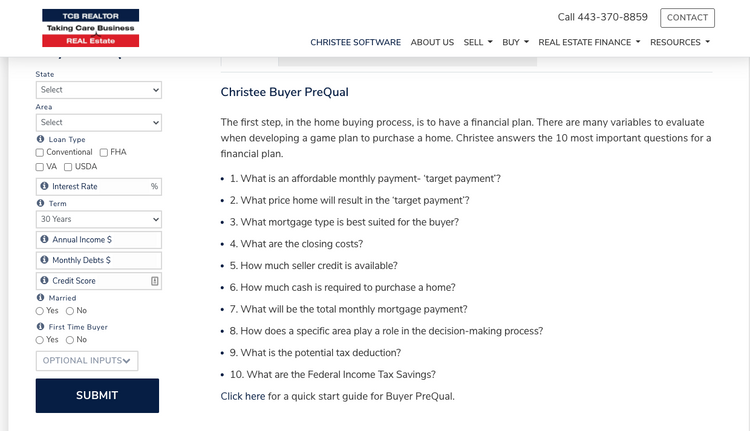 TCB REALTOR
Taking Care Business
REAL Estate
Call 443-370-8859
CONTACT
CHRISTEE SOFTWARE ABOUT US SELL BUY REAL ESTATE FINANCE RESOURCES
State
Select
Area
Select
Loan Type
Conventional FHA
VA USDA
Interest Rate %
Term
30 Years
Annual Income $
Monthly Debts $
Credit Score
Married
Yes No
First Time Buyer
Yes No
OPTIONAL INPUTS
SUBMIT
Christee Buyer PreQual
The first step, in the home buying process, is to have a financial plan. There are many variables to evaluate
when developing a game plan to purchase a home. Christee answers the 10 most important questions for a
financial plan.
• 1. What is an affordable monthly payment- ‘target payment’?
• 2. What price home will result in the ‘target payment’?
• 3. What mortgage type is best suited for the buyer?
• 4. What are the closing costs?
• 5. How much seller credit is available?
• 6. How much cash is required to purchase a home?
• 7. What will be the total monthly mortgage payment?
• 8. How does a specific area play a role in the decision-making process?
• 9. What is the potential tax deduction?
• 10. What are the Federal Income Tax Savings?
Click here for a quick start guide for Buyer PreQual.